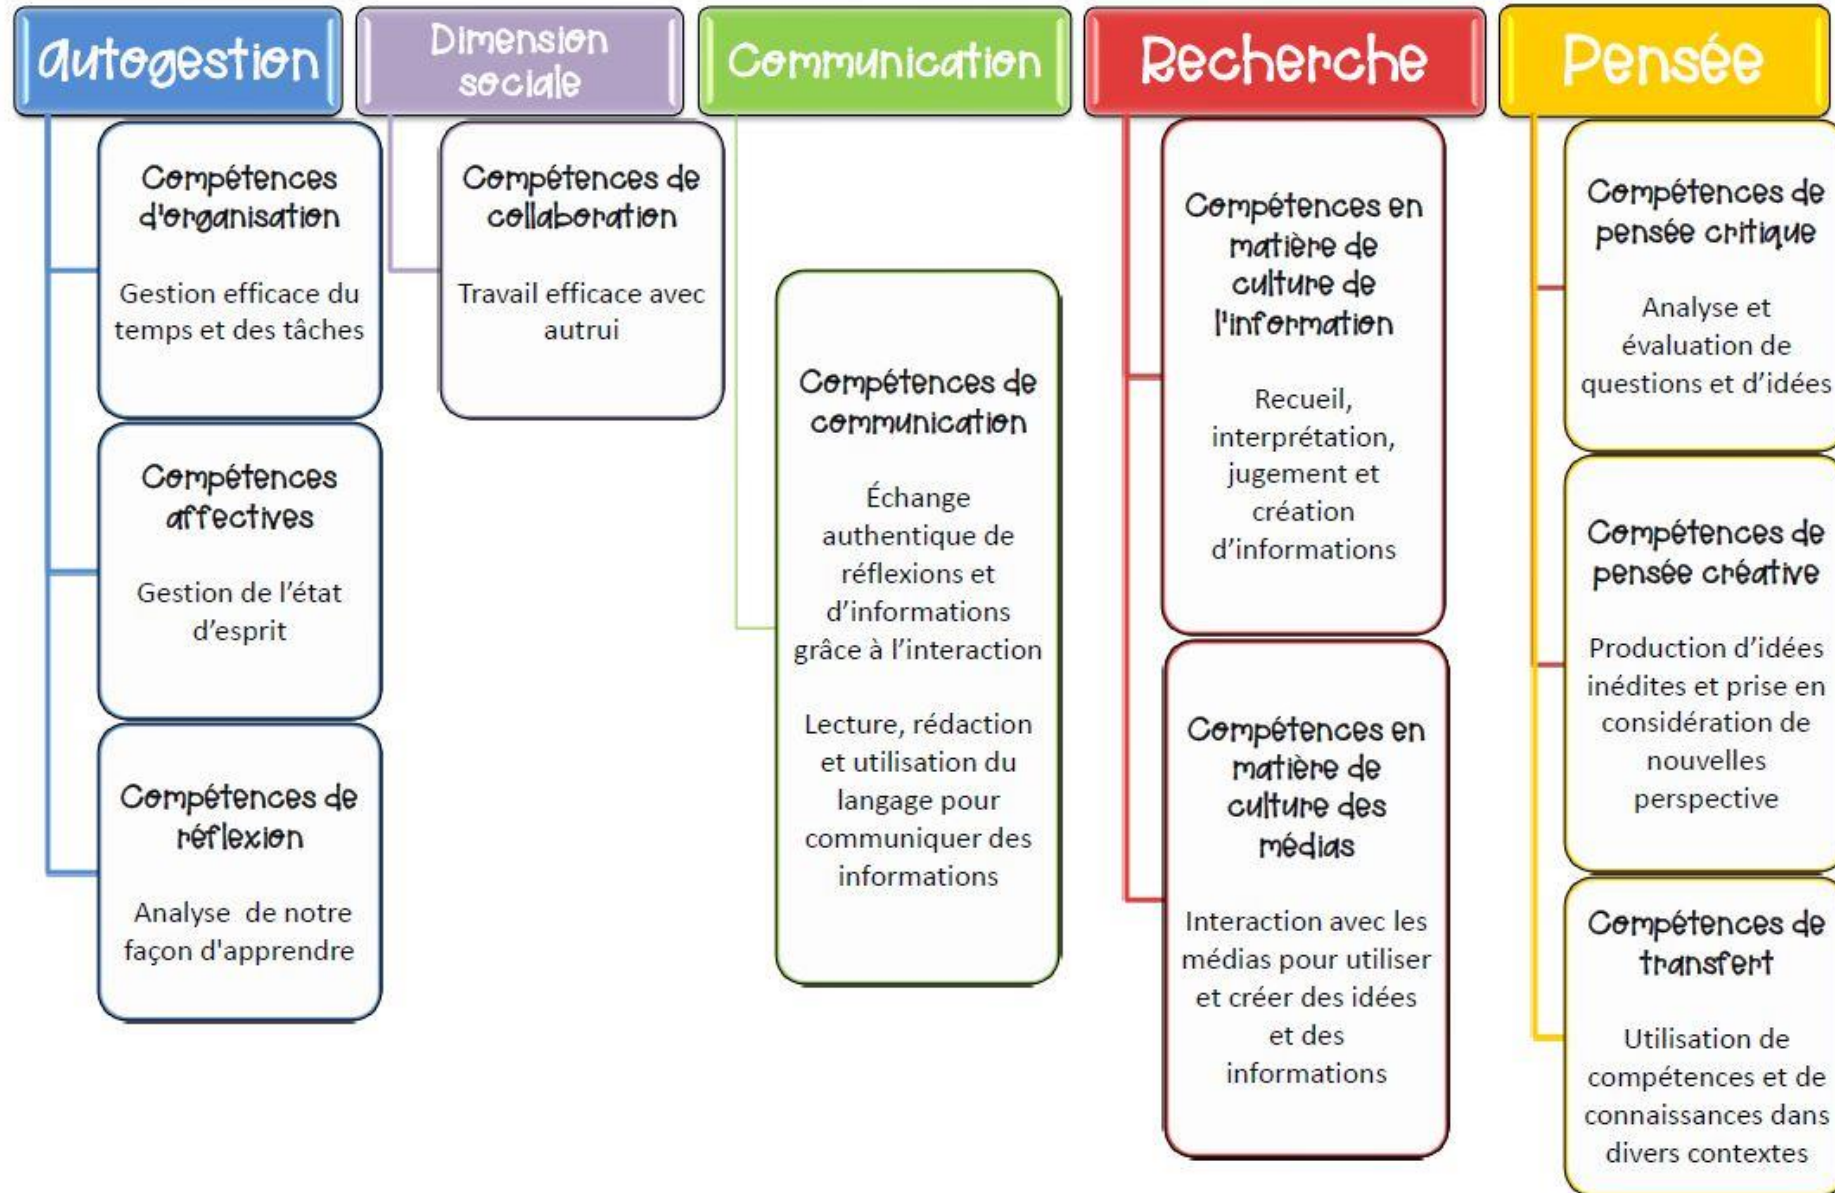 autogestion
Compétences
d'organisation
Gestion efficace du
temps et des tâches
Compétences
affectives
Gestion de l'état
d'esprit
Compétences de
réflexion
Analyse de notre
façon d'apprendre
Dimension
sociale
Compétences de
collaboration
Travail efficace avec
autrui
Communication
Compétences de
communication
Échange
authentique de
réflexions et
d'informations
grâce à l'interaction
Lecture, rédaction
et utilisation du
langage pour
communiquer des
informations
Recherche
Compétences en
matière de
culture de
l'information
Recueil,
interprétation,
jugement et
création
d'informations
Compétences en
matière de
culture des
médias
Interaction avec les
médias pour utiliser
et créer des idées
et des
informations
Pensée
Compétences de
pensée critique
Analyse et
évaluation de
questions et d'idées
Compétences de
pensée créative
Production d'idées
inédites et prise en
considération de
nouvelles
perspective
Compétences de
transfert
Utilisation de
compétences et de
connaissances dans
divers contextes